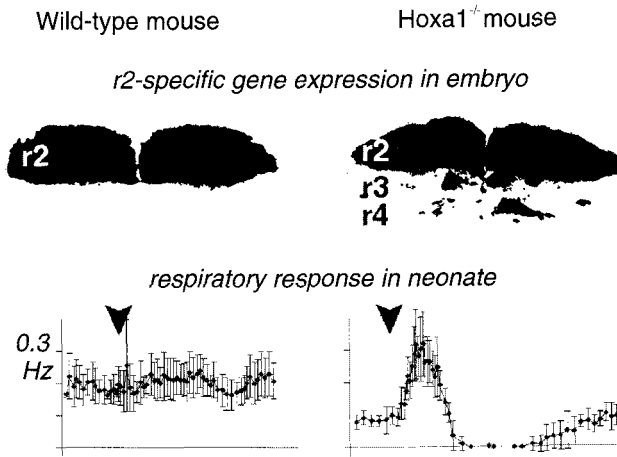 Wild-type mouse
Hoxa1-/- mouse
r2-specific gene expression in embryo
r2
r2
r3
r4
respiratory response in neonate
0.3
Hz